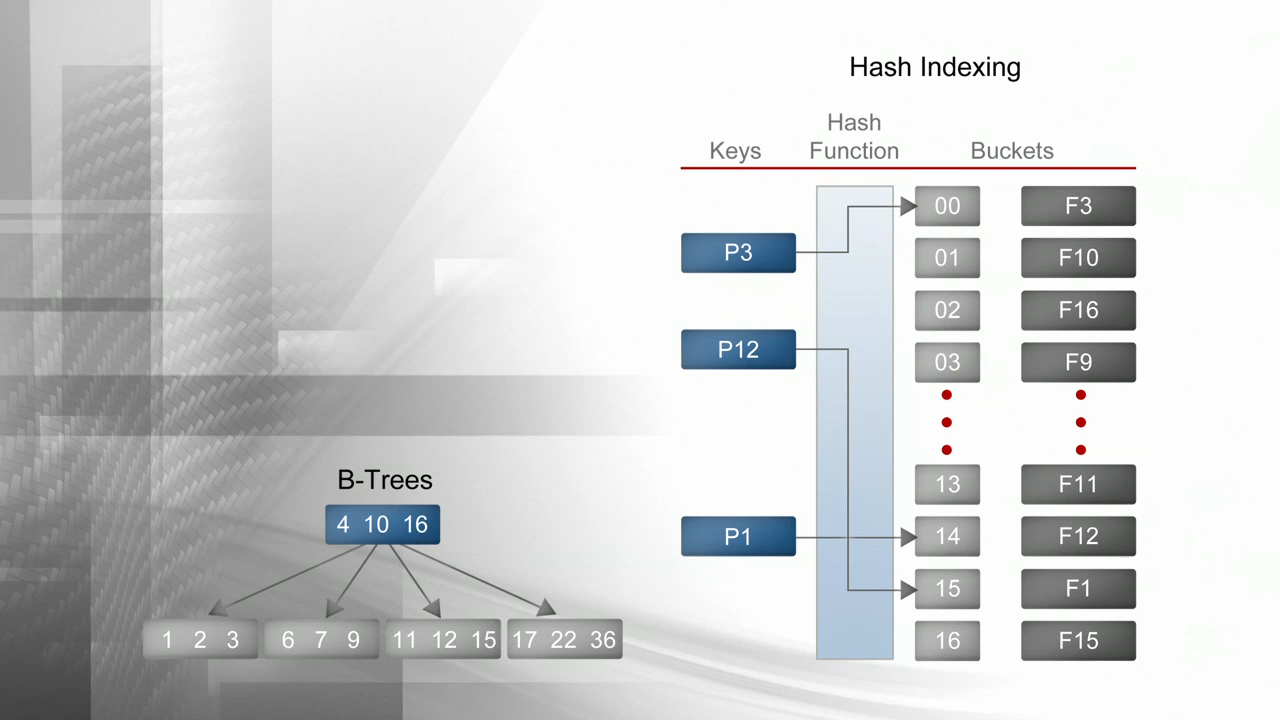 Hash Indexing
Hash
Keys Function Buckets
00 F3
P3
01 F10
02 F16
P12
03 F9
B-Trees
13 F11
4 10 16
P1 14 F12
15 F1
1 2 3 6 7 9 11 12 15 17 22 36
16 F15